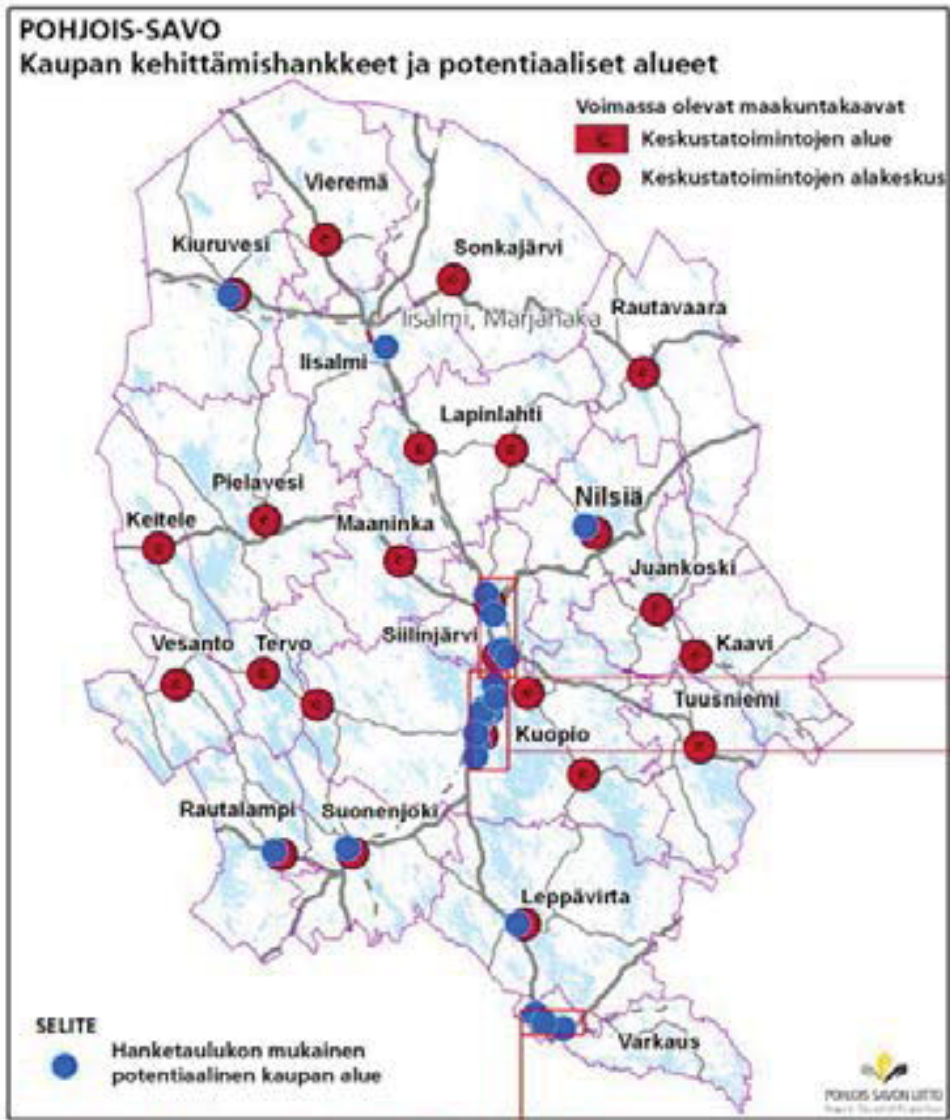 POHJOIS-SAVO
Kaupan kehittämishankkeet ja potentiaaliset alueet
Voimassa olevat maakuntakaavat
C Keskustatoimintojen alue
C Keskustatoimintojen alakeskus
Vieremä
Kiuruvesi
Sonkajärvi
Rautavaara
Iisalmi, Marjahaka
Iisalmi
Lapinlahti
Pielavesi
Nilsiä
Keitele
Maaninka
Juankoski
Siilinjärvi
Kaavi
Vesanto
Tervo
Tuusniemi
Kuopio
Rautalampi
Suonenjoki
Leppävirta
Varkaus
SELITE
Hanketaulukon mukainen
potentiaalinen kaupan alue
POHJOIS-SAVON LIITTO